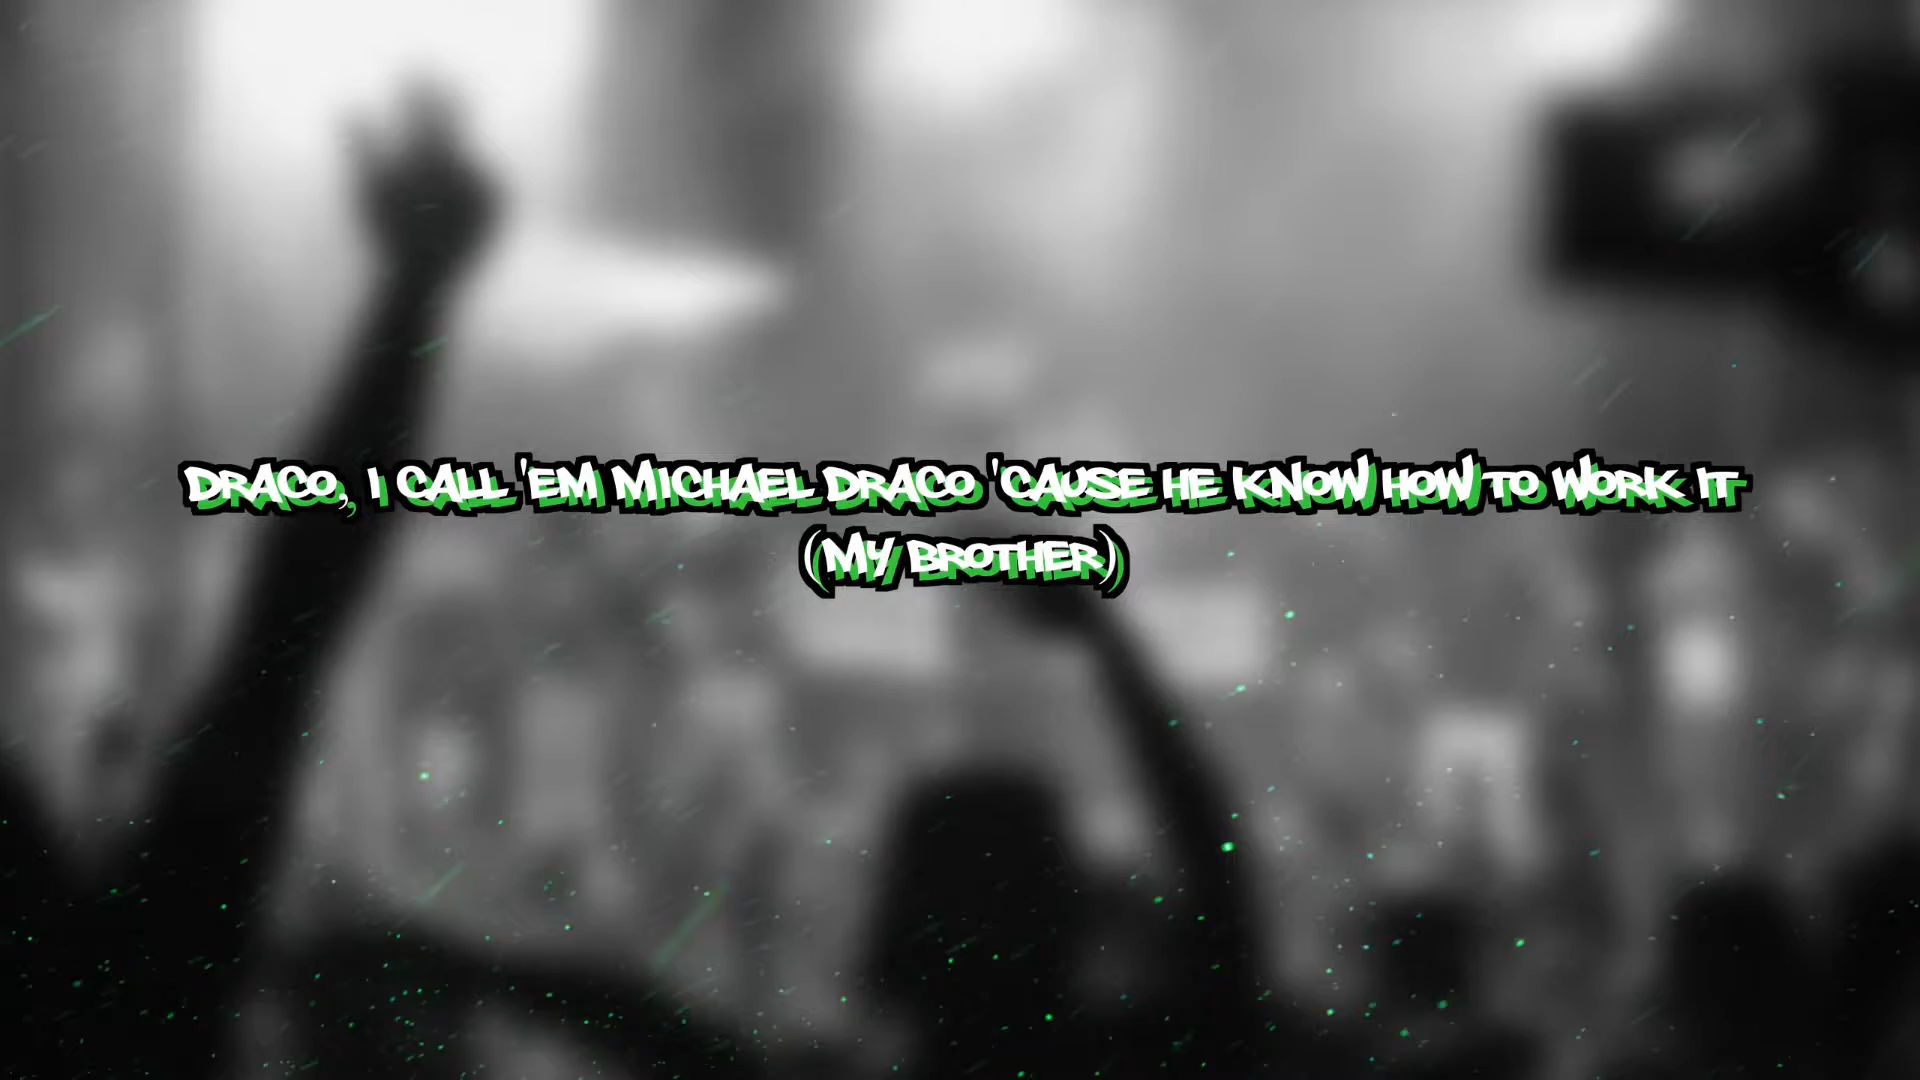 DRACO, I CALL 'EM MICHAEL DRACO 'CAUSE HE KNOW HOW TO WORK IT
(MY BROTHER)